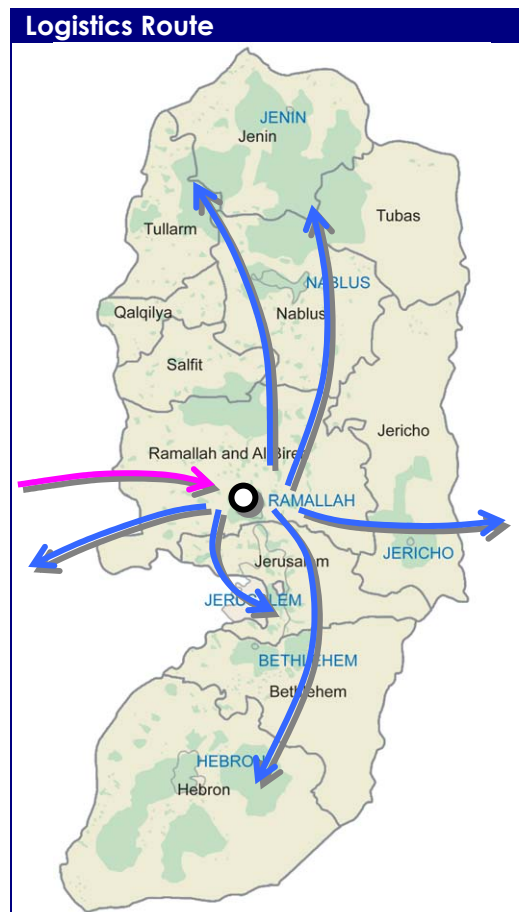 Logistics Route
JENIN
Jenin
Tubas
Tullarm
NABLUS
Qalqilya
Nablus
Salfit
Jericho
Ramallah and Al Bireh
RAMALLAH
JERICHO
Jerusalem
JERUSALEM
BETHLEHEM
Bethlehem
HEBRON
Hebron